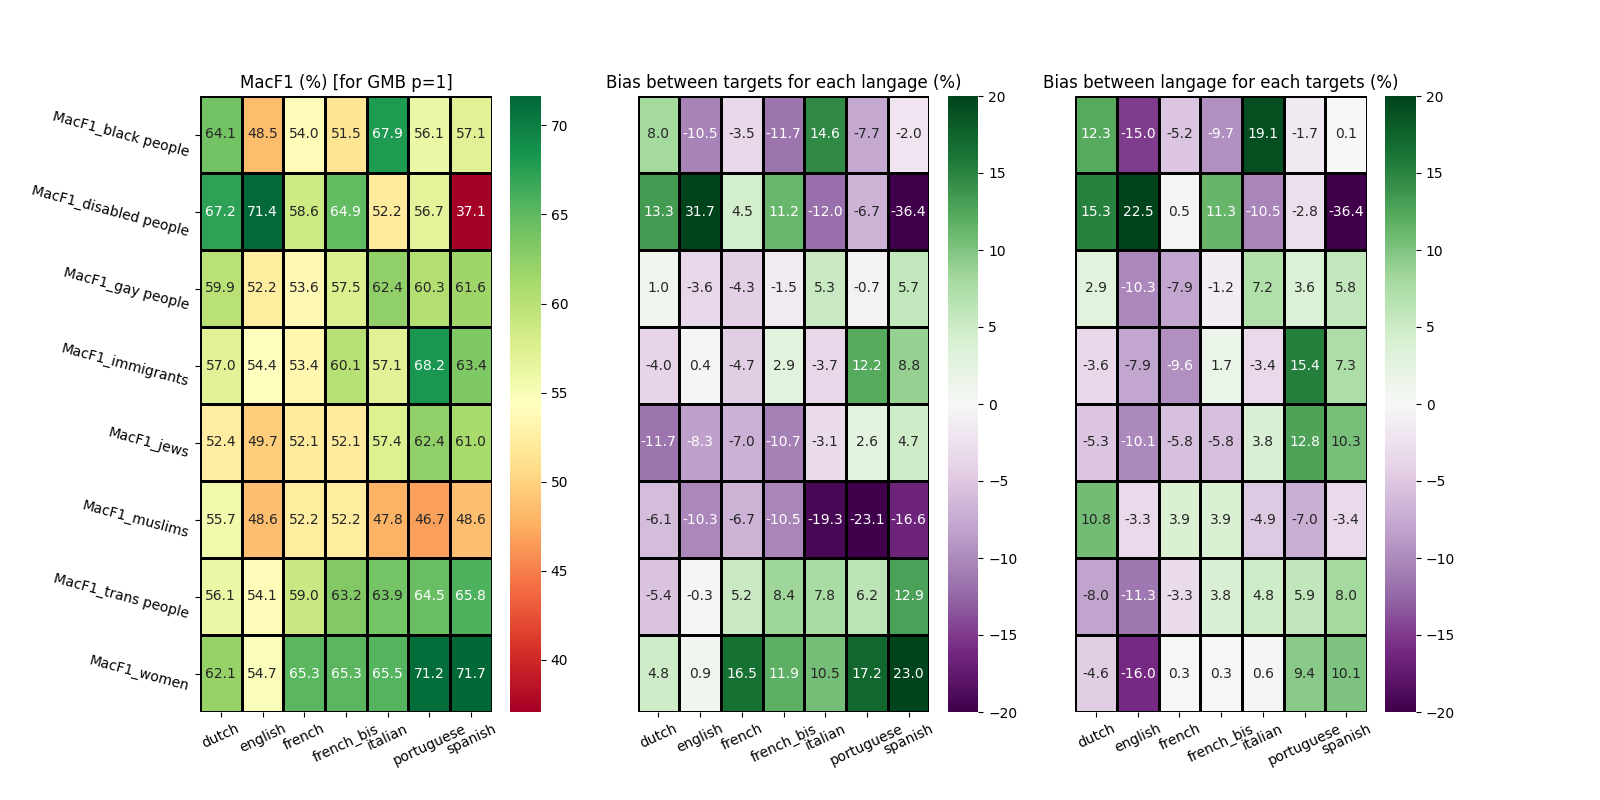 MacF1 (%) [for GMB p=1]
Bias between targets for each langage (%)
Bias between langage for each targets (%)
MacF1_black people 64.1 48.5 54.0 51.5 67.9 56.1 57.1
8.0 -10.5 -3.5 -11.7 14.6 -7.7 -2.0
12.3 -15.0 -5.2 -9.7 19.1 -1.7 0.1
MacF1_disabled people 67.2 71.4 58.6 64.9 52.2 56.7 37.1
13.3 31.7 4.5 11.2 -12.0 -6.7 -36.4
15.3 22.5 0.5 11.3 -10.5 -2.8 -36.4
MacF1_gay people 59.9 52.2 53.6 57.5 62.4 60.3 61.6
1.0 -3.6 -4.3 -1.5 5.3 -0.7 5.7
2.9 -10.3 -7.9 -1.2 7.2 3.6 5.8
MacF1_immigrants 57.0 54.4 53.4 60.1 57.1 68.2 63.4
-4.0 0.4 -4.7 2.9 -3.7 12.2 8.8
-3.6 -7.9 -9.6 1.7 -3.4 15.4 7.3
MacF1_jews 52.4 49.7 52.1 52.1 57.4 62.4 61.0
-11.7 -8.3 -7.0 -10.7 -3.1 2.6 4.7
-5.3 -10.1 -5.8 -5.8 3.8 12.8 10.3
MacF1_muslims 55.7 48.6 52.2 52.2 47.8 46.7 48.6
-6.1 -10.3 -6.7 -10.5 -19.3 -23.1 -16.6
10.8 -3.3 3.9 3.9 -4.9 -7.0 -3.4
MacF1_trans people 56.1 54.1 59.0 63.2 63.9 64.5 65.8
-5.4 -0.3 5.2 8.4 7.8 6.2 12.9
-8.0 -11.3 -3.3 3.8 4.8 5.9 8.0
MacF1_women 62.1 54.7 65.3 65.3 65.5 71.2 71.7
4.8 0.9 16.5 11.9 10.5 17.2 23.0
-4.6 -16.0 0.3 0.3 0.6 9.4 10.1
dutch english french french_bis italian portuguese spanish
dutch english french french_bis italian portuguese spanish
dutch english french french_bis italian portuguese spanish
70
65
60
55
50
45
40
20
15
10
5
0
−5
−10
−15
−20
20
15
10
5
0
−5
−10
−15
−20